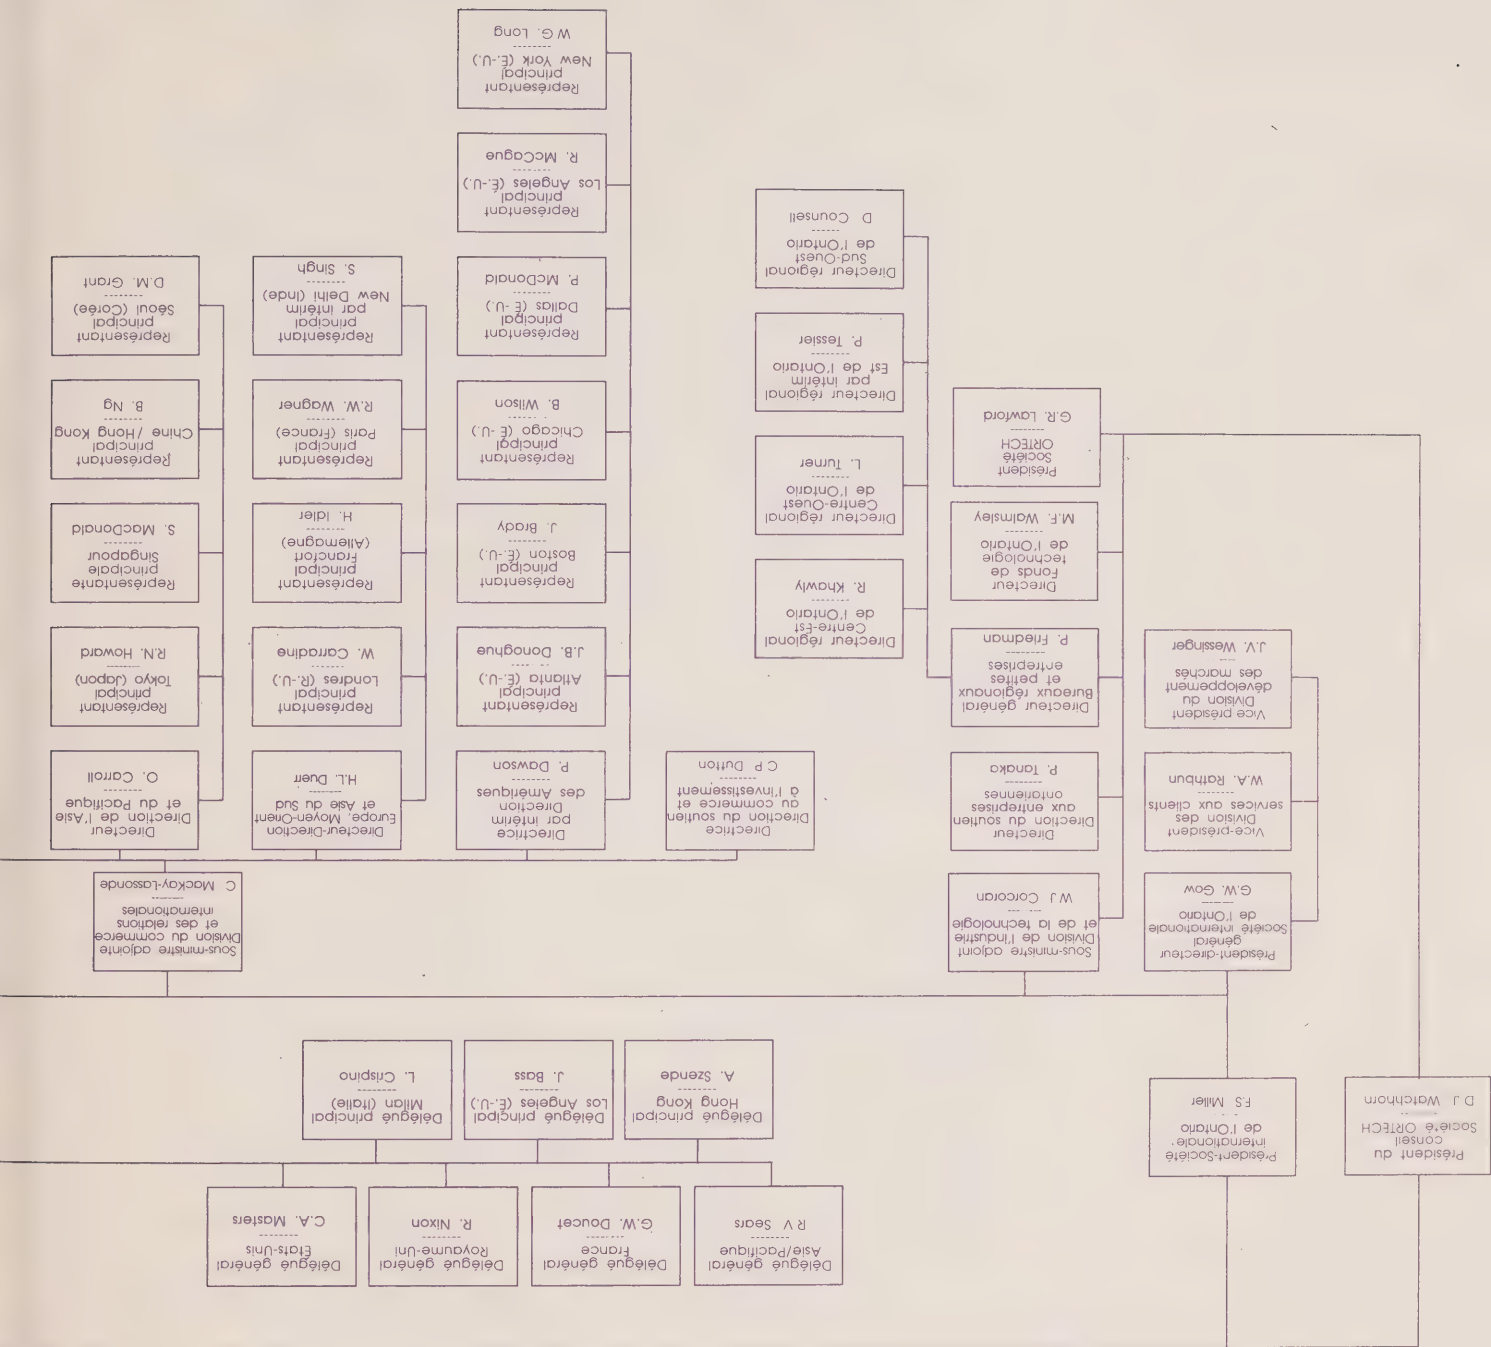 Délégué général
Asie/Pacifique
--------
R V Sears
Délégué général
France
--------
G.W. Doucet
Délégué général
Royaume-Uni
--------
R. Nixon
Délégué général
États-Unis
--------
C.A. Masters
Président du
conseil
Société ORTECH
D J Watchhorn
Président-Société
internationale
de l'Ontario
F.S Miller
Délégué principal
Hong Kong
--------
A. Szende
Délégué principal
Los Angeles (É.-U.)
--------
J. Bass
Délégué principal
Milan (Italie)
--------
L. Crispino
Président-directeur
général
Société internationale
de l'Ontario
G.W. Gow
Sous-ministre adjoint
Division de l'industrie
et de la technologie
W J Corcoran
Sous-ministre adjointe
Division du commerce
et des relations
internationales
C MacKay-Lassonde
Vice-président
Division des
services aux clients
--------
W.A. Rathbun
Directeur
Direction du soutien
aux entreprises
ontariennes
--------
P. Tanaka
Directrice
Direction du soutien
au commerce et
à l'investissement
--------
C P Dutton
Directrice
par intérim
Direction
des Amériques
--------
P. Dawson
Directeur-Direction
Europe, Moyen-Orient
et Asie du Sud
--------
H.L. Duerr
Directeur
Direction de l'Asie
et du Pacifique
--------
O. Carroll
Vice président
Division du
développement
des marchés
J.V. Wessinger
Directeur général
Bureaux régionaux
et petites
entreprises
--------
P. Friedman
Directeur régional
Centre-Est
de l'Ontario
--------
R. Khawly
Représentant
principal
Atlanta (É.-U.)
J.B. Donoghue
Représentant
principal
Londres (R.-U.)
--------
W. Carradine
Représentant
principal
Tokyo (Japon)
--------
R.N. Howard
Directeur
Fonds de
technologie
de l'Ontario
--------
M.F. Walmsley
Directeur régional
Centre-Ouest
de l'Ontario
--------
L. Turner
Représentant
principal
Boston (É.-U.)
--------
J. Brady
Représentant
principal
Francfort
(Allemagne)
--------
H. Idler
Représentante
principale
Singapour
--------
S. MacDonald
Président
Société
ORTECH
--------
G.R. Lawford
Directeur régional
par intérim
Est de l'Ontario
--------
P. Tessier
Représentant
principal
Chicago (É -U.)
B. Wilson
Représentant
principal
Paris (France)
--------
R.W. Wagner
Représentant
principal
Chine / Hong Kong
--------
B. Ng
Directeur régional
Sud-Ouest
de l'Ontario
--------
D Counsell
Représentant
principal
Dallas (É -U.)
--------
P. McDonald
Représentant
principal
par intérim
New Delhi (Inde)
--------
S. Singh
Représentant
principal
Séoul (Corée)
--------
D.M. Grant
Représentant
principal
Los Angeles (É.-U.)
--------
R. McCague
Représentant
principal
New York (É.-U.)
--------
W G. Long